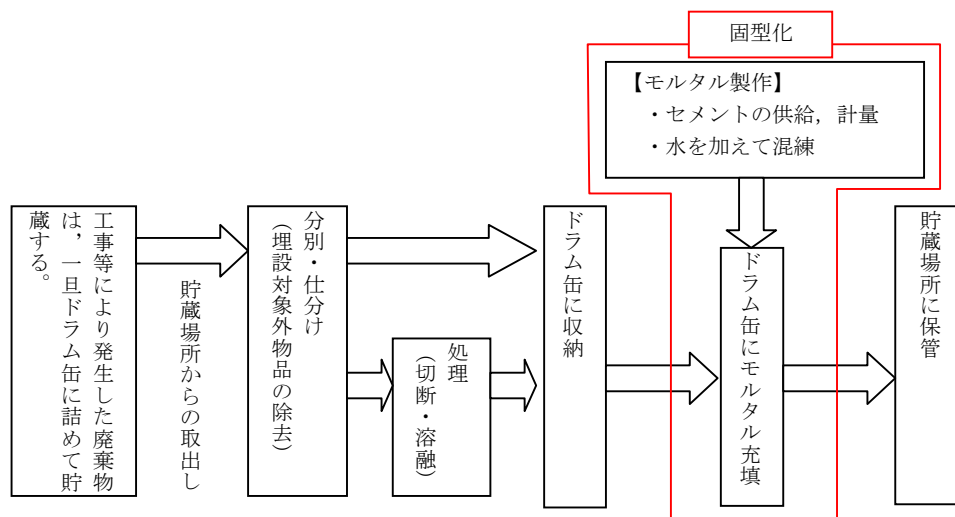 固型化
【モルタル製作】
・セメントの供給，計量
・水を加えて混練
工事等により発生した廃棄物
は，一旦ドラム缶に詰めて貯
蔵する。
貯蔵場所からの取出し
分別・仕分け
（埋設対象外物品の除去）
処理
（切断・溶融）
ドラム缶に収納
ドラム缶にモルタル充填
貯蔵場所に保管